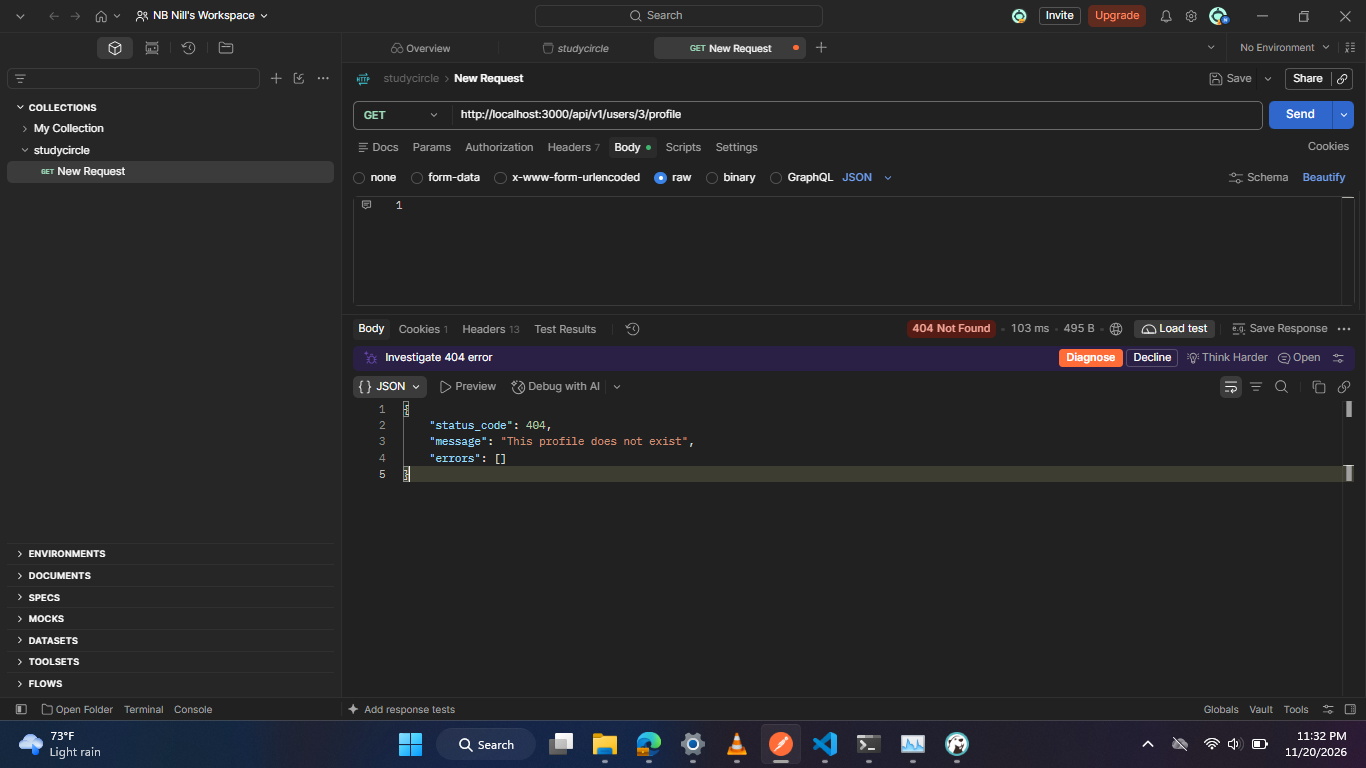 NB Nill's Workspace
Search
Invite
Upgrade
Overview
studycircle
GET New Request
No Environment
COLLECTIONS
My Collection
studycircle
GET New Request
HTTP studycircle > New Request
Save
Share
GET
http://localhost:3000/api/v1/users/3/profile
Send
Docs
Params
Authorization
Headers 7
Body
Scripts
Settings
Cookies
none
form-data
x-www-form-urlencoded
raw
binary
GraphQL
JSON
Schema
Beautify
1
Body
Cookies 1
Headers 13
Test Results
404 Not Found
103 ms
495 B
Load test
e.g. Save Response
Investigate 404 error
Diagnose
Decline
Think Harder
Open
{} JSON
Preview
Debug with AI
1 {
2 "status_code": 404,
3 "message": "This profile does not exist",
4 "errors": []
5 }
ENVIRONMENTS
DOCUMENTS
SPECS
MOCKS
DATASETS
TOOLSETS
FLOWS
Open Folder
Terminal
Console
Add response tests
Globals
Vault
Tools
73°F
Light rain
Search
11:32 PM
11/20/2026